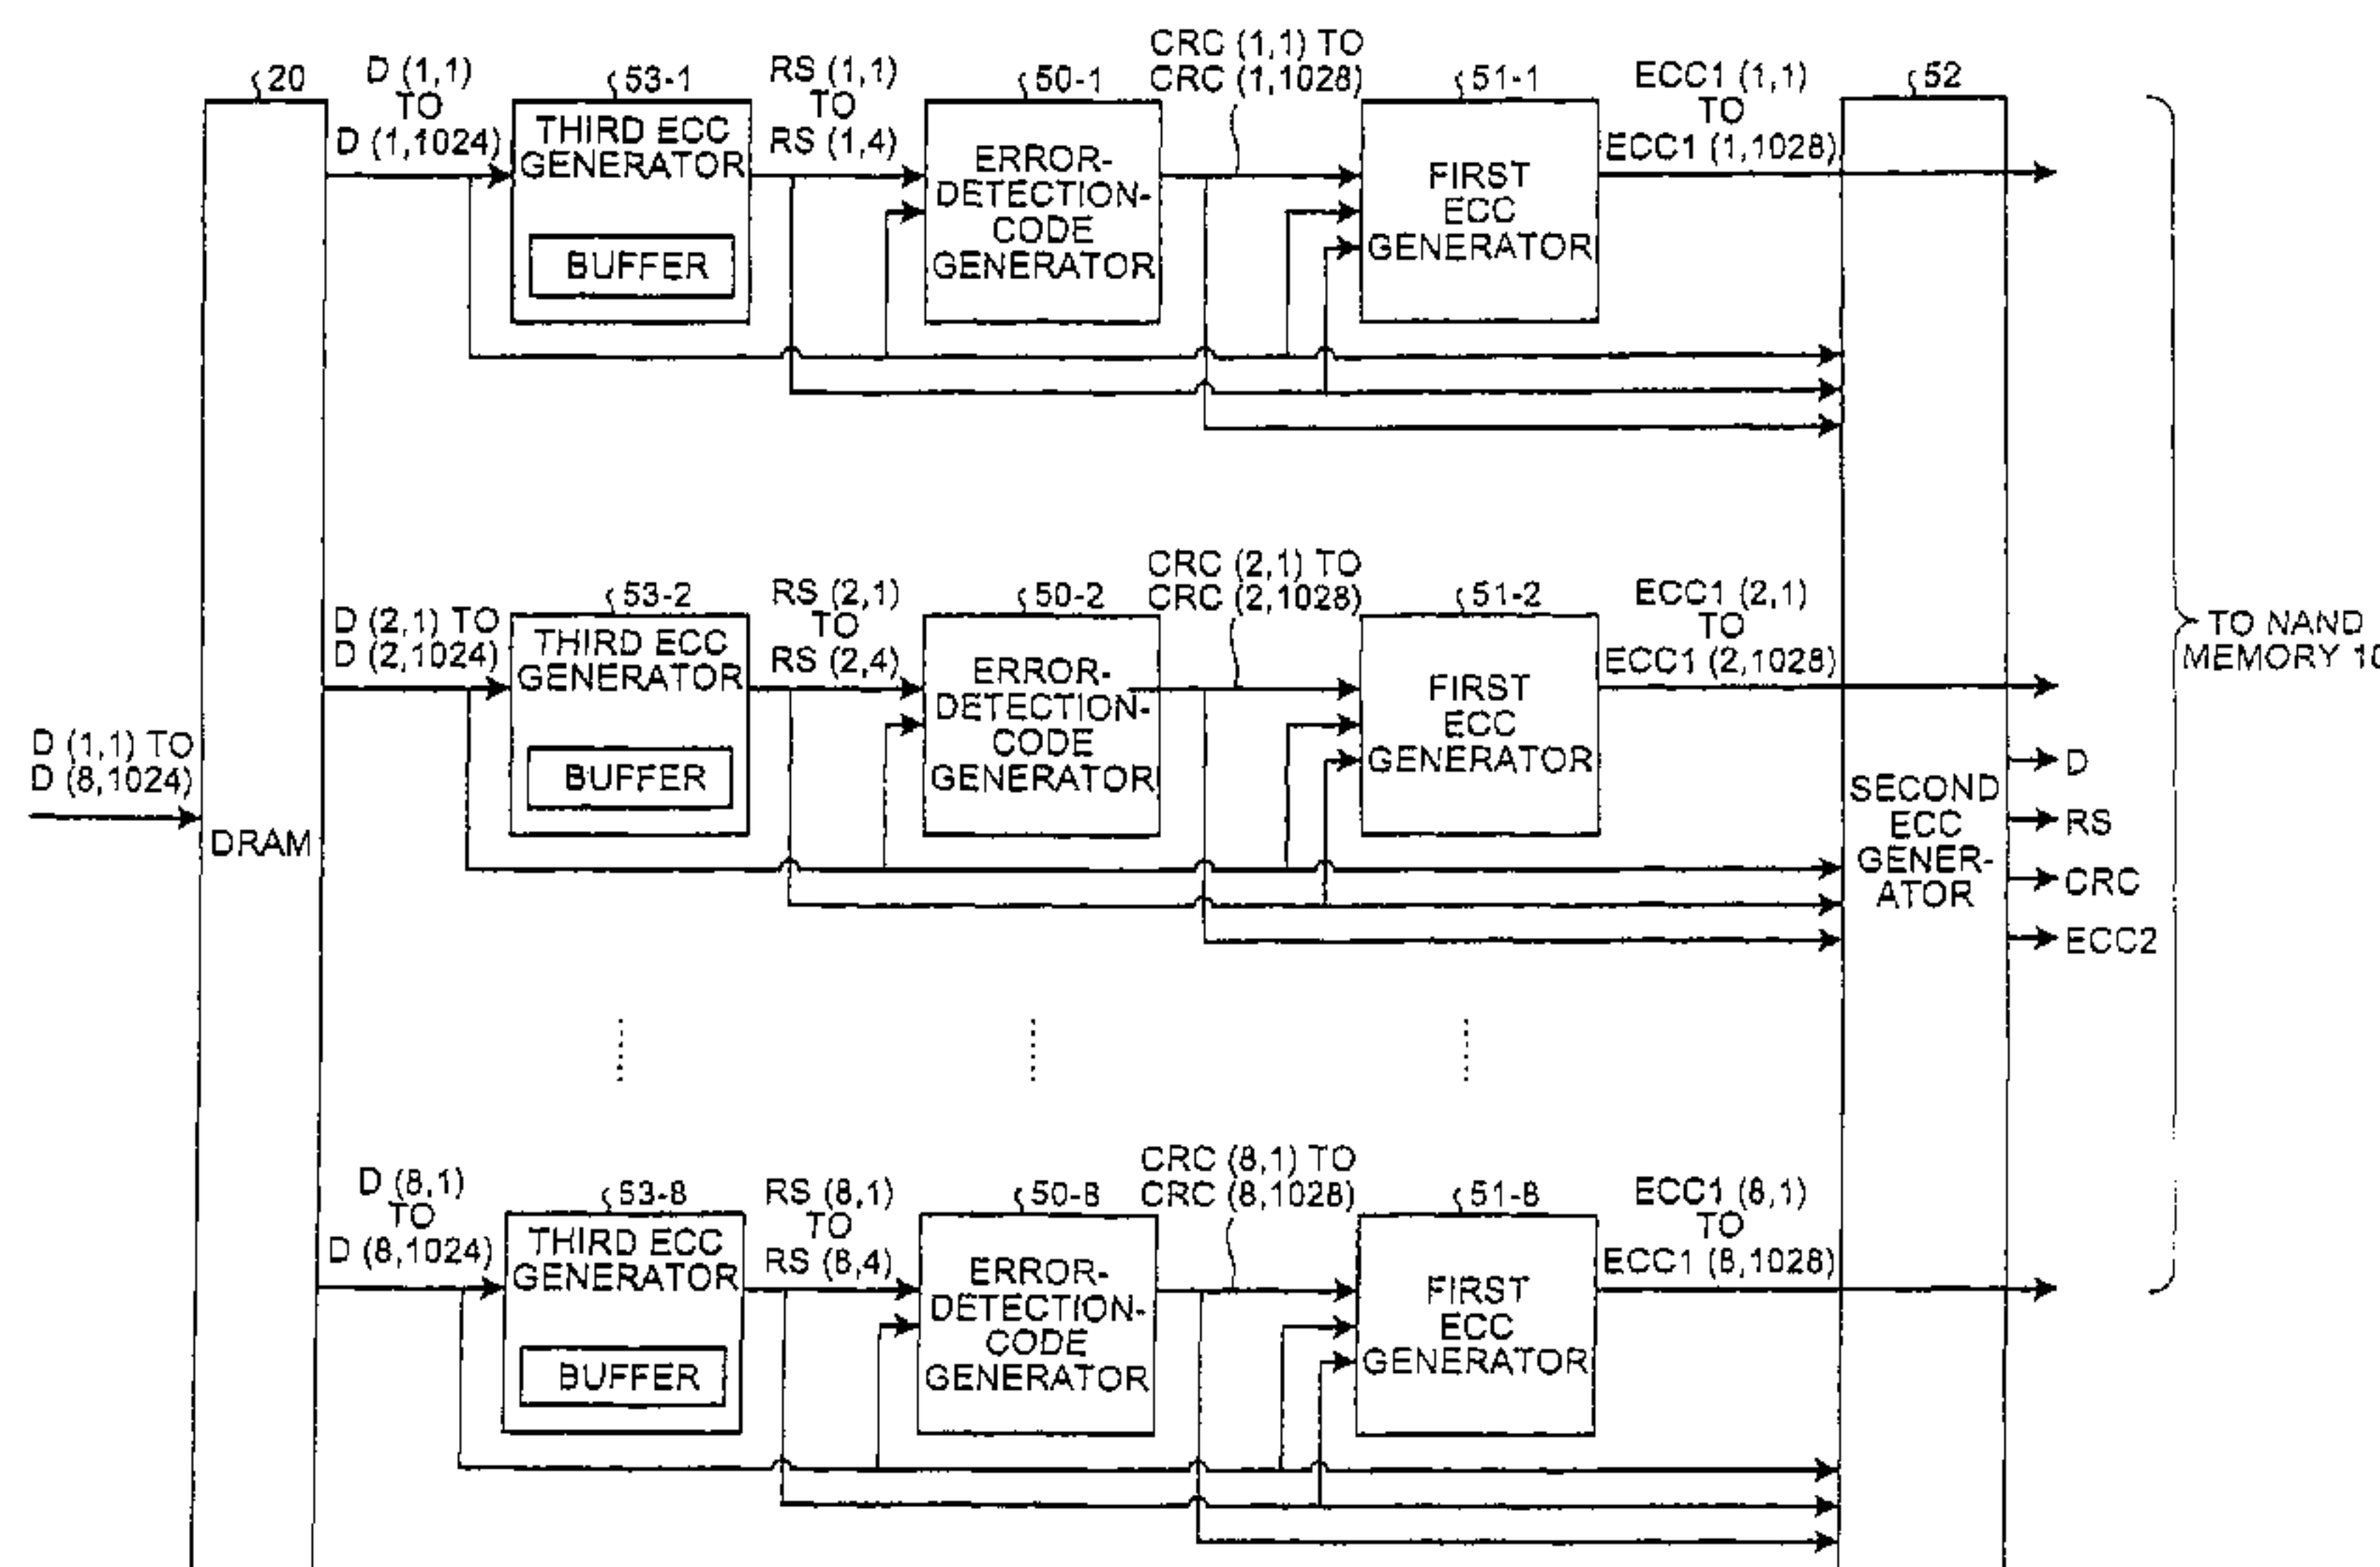 20
D (1,1)
TO
D (1,1024)
53-1
THIRD ECC
GENERATOR
BUFFER
RS (1,1)
TO
RS (1,4)
50-1
ERROR-
DETECTION-
CODE
GENERATOR
CRC (1,1) TO
CRC (1,1028)
51-1
FIRST
ECC
GENERATOR
ECC1 (1,1)
TO
ECC1 (1,1028)
52
D (2,1) TO
D (2,1024)
53-2
THIRD ECC
GENERATOR
BUFFER
RS (2,1)
TO
RS (2,4)
50-2
ERROR-
DETECTION-
CODE
GENERATOR
CRC (2,1) TO
CRC (2,1028)
51-2
FIRST
ECC
GENERATOR
ECC1 (2,1)
TO
ECC1 (2,1028)
TO NAND
MEMORY 10
D (1,1) TO
D (8,1024)
DRAM
SECOND
ECC
GENER-
ATOR
D
RS
CRC
ECC2
D (8,1)
TO
D (8,1024)
53-8
THIRD ECC
GENERATOR
BUFFER
RS (8,1)
TO
RS (8,4)
50-8
ERROR-
DETECTION-
CODE
GENERATOR
CRC (8,1) TO
CRC (8,1028)
51-8
FIRST
ECC
GENERATOR
ECC1 (8,1)
TO
ECC1 (8,1028)